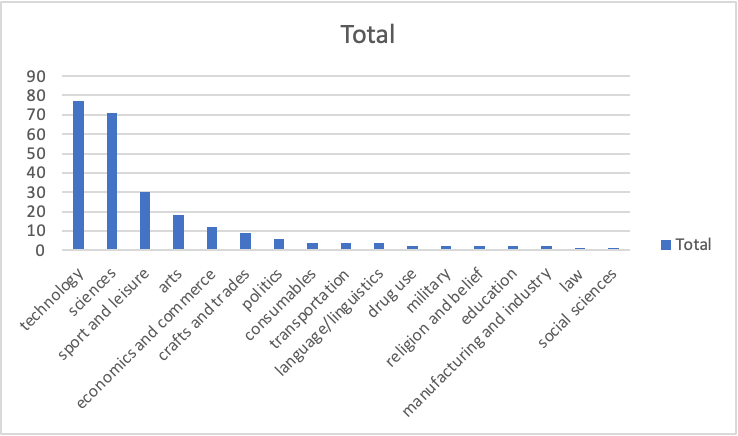 Total
90
80
70
60
50
40
30
20
10
0
technology
sciences
sport and leisure
arts
economics and commerce
crafts and trades
politics
consumables
transportation
language/linguistics
drug use
military
religion and belief
education
manufacturing and industry
law
social sciences
Total